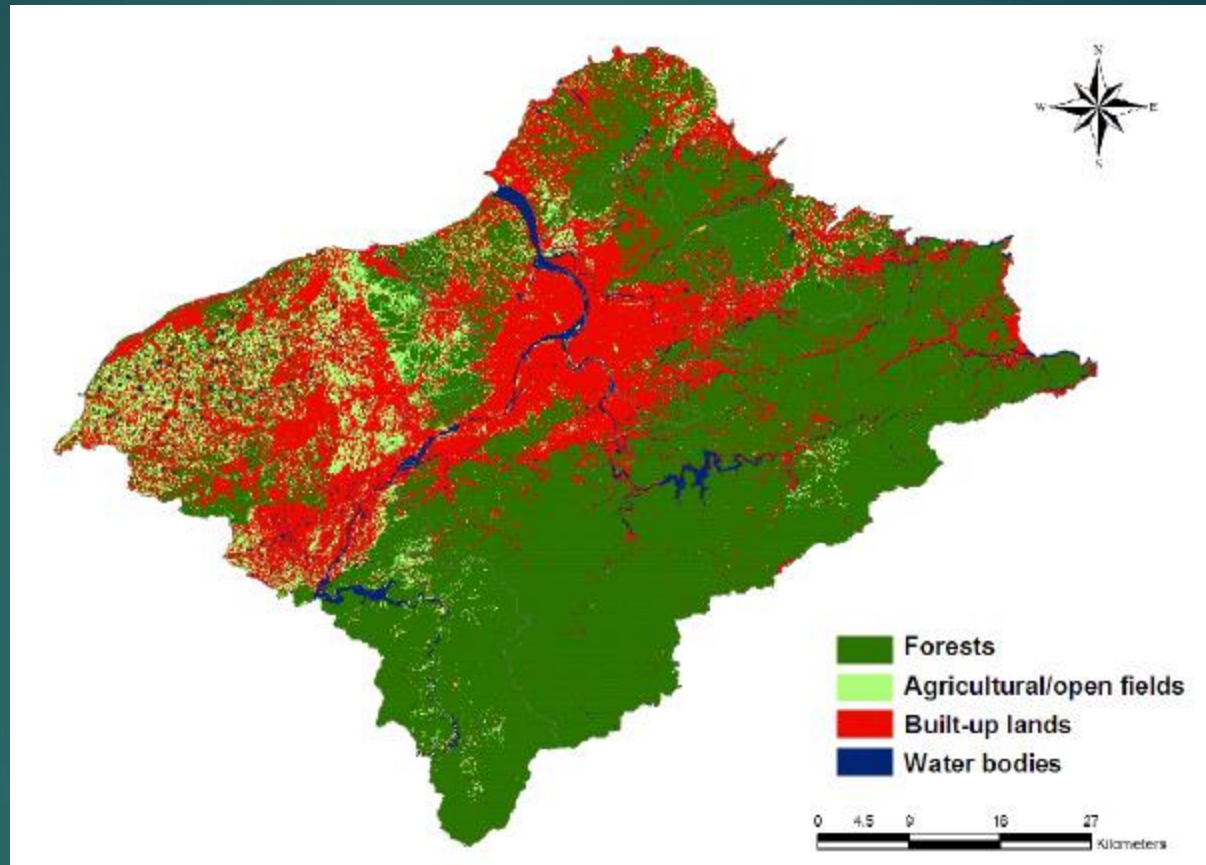 N
W E
S
Forests
Agricultural/open fields
Built-up lands
Water bodies
0 4.5 9 18 27
Kilometers